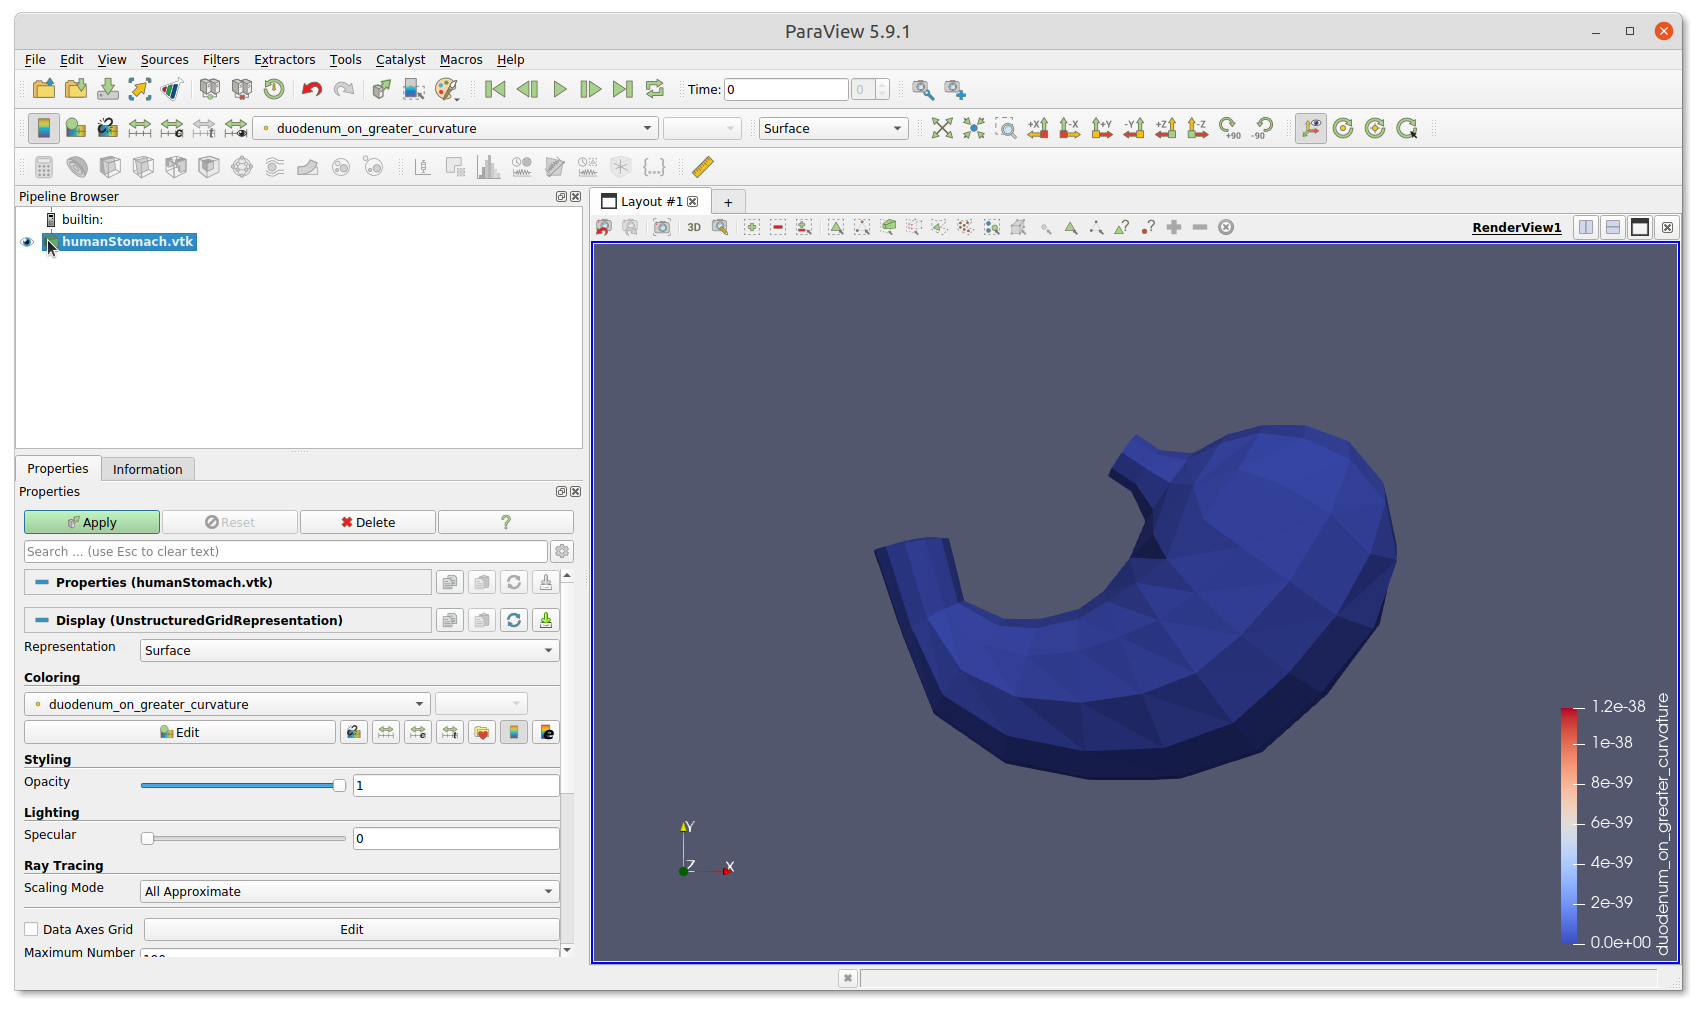 ParaView 5.9.1
File Edit View Sources Filters Extractors Tools Catalyst Macros Help
Time: 0 0
duodenum_on_greater_curvature Surface +X -X +Y -Y +Z -Z +90 -90
Pipeline Browser
builtin:
humanStomach.vtk
Layout #1 +
3D RenderView1
Properties Information
Properties
Apply Reset Delete ?
Search ... (use Esc to clear text)
Properties (humanStomach.vtk)
Display (UnstructuredGridRepresentation)
Representation Surface
Coloring
duodenum_on_greater_curvature
Edit
Styling
Opacity 1
Lighting
Specular 0
Ray Tracing
Scaling Mode All Approximate
Data Axes Grid Edit
Maximum Number 100
Y
Z X
1.2e-38
1e-38
8e-39
6e-39
4e-39
2e-39
0.0e+00
duodenum_on_greater_curvature